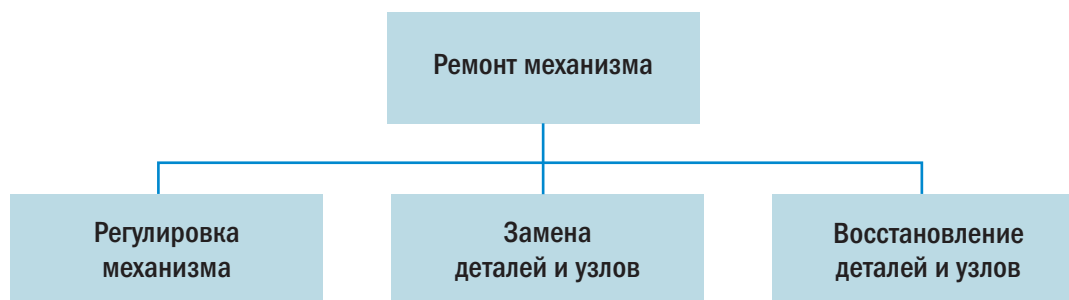 Ремонт механизма
Регулировка
механизма
Замена
деталей и узлов
Восстановление
деталей и узлов